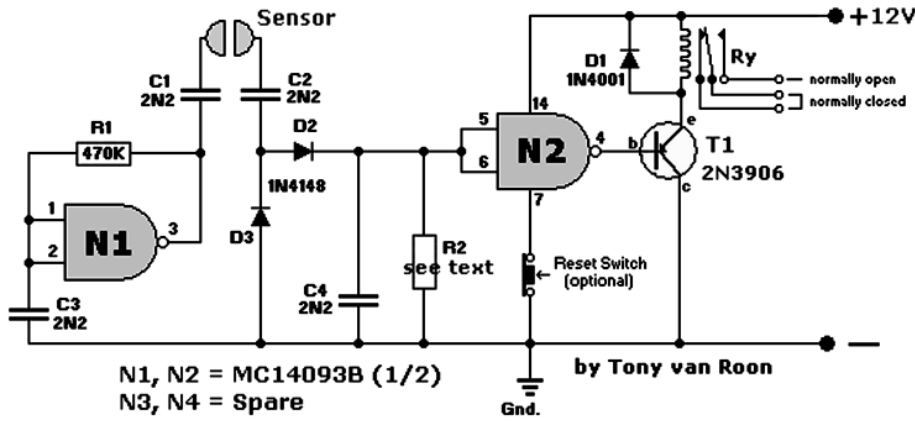 Sensor
+12V
C1
2N2
C2
2N2
D1
1N4001
Ry
normally open
normally closed
R1
470K
D2
1N4148
14
5
6
N2
4
b
e
c
T1
2N3906
7
1
2
N1
3
D3
R2
see text
Reset Switch
(optional)
C3
2N2
C4
2N2
Gnd.
by Tony van Roon
N1, N2 = MC14093B (1/2)
N3, N4 = Spare